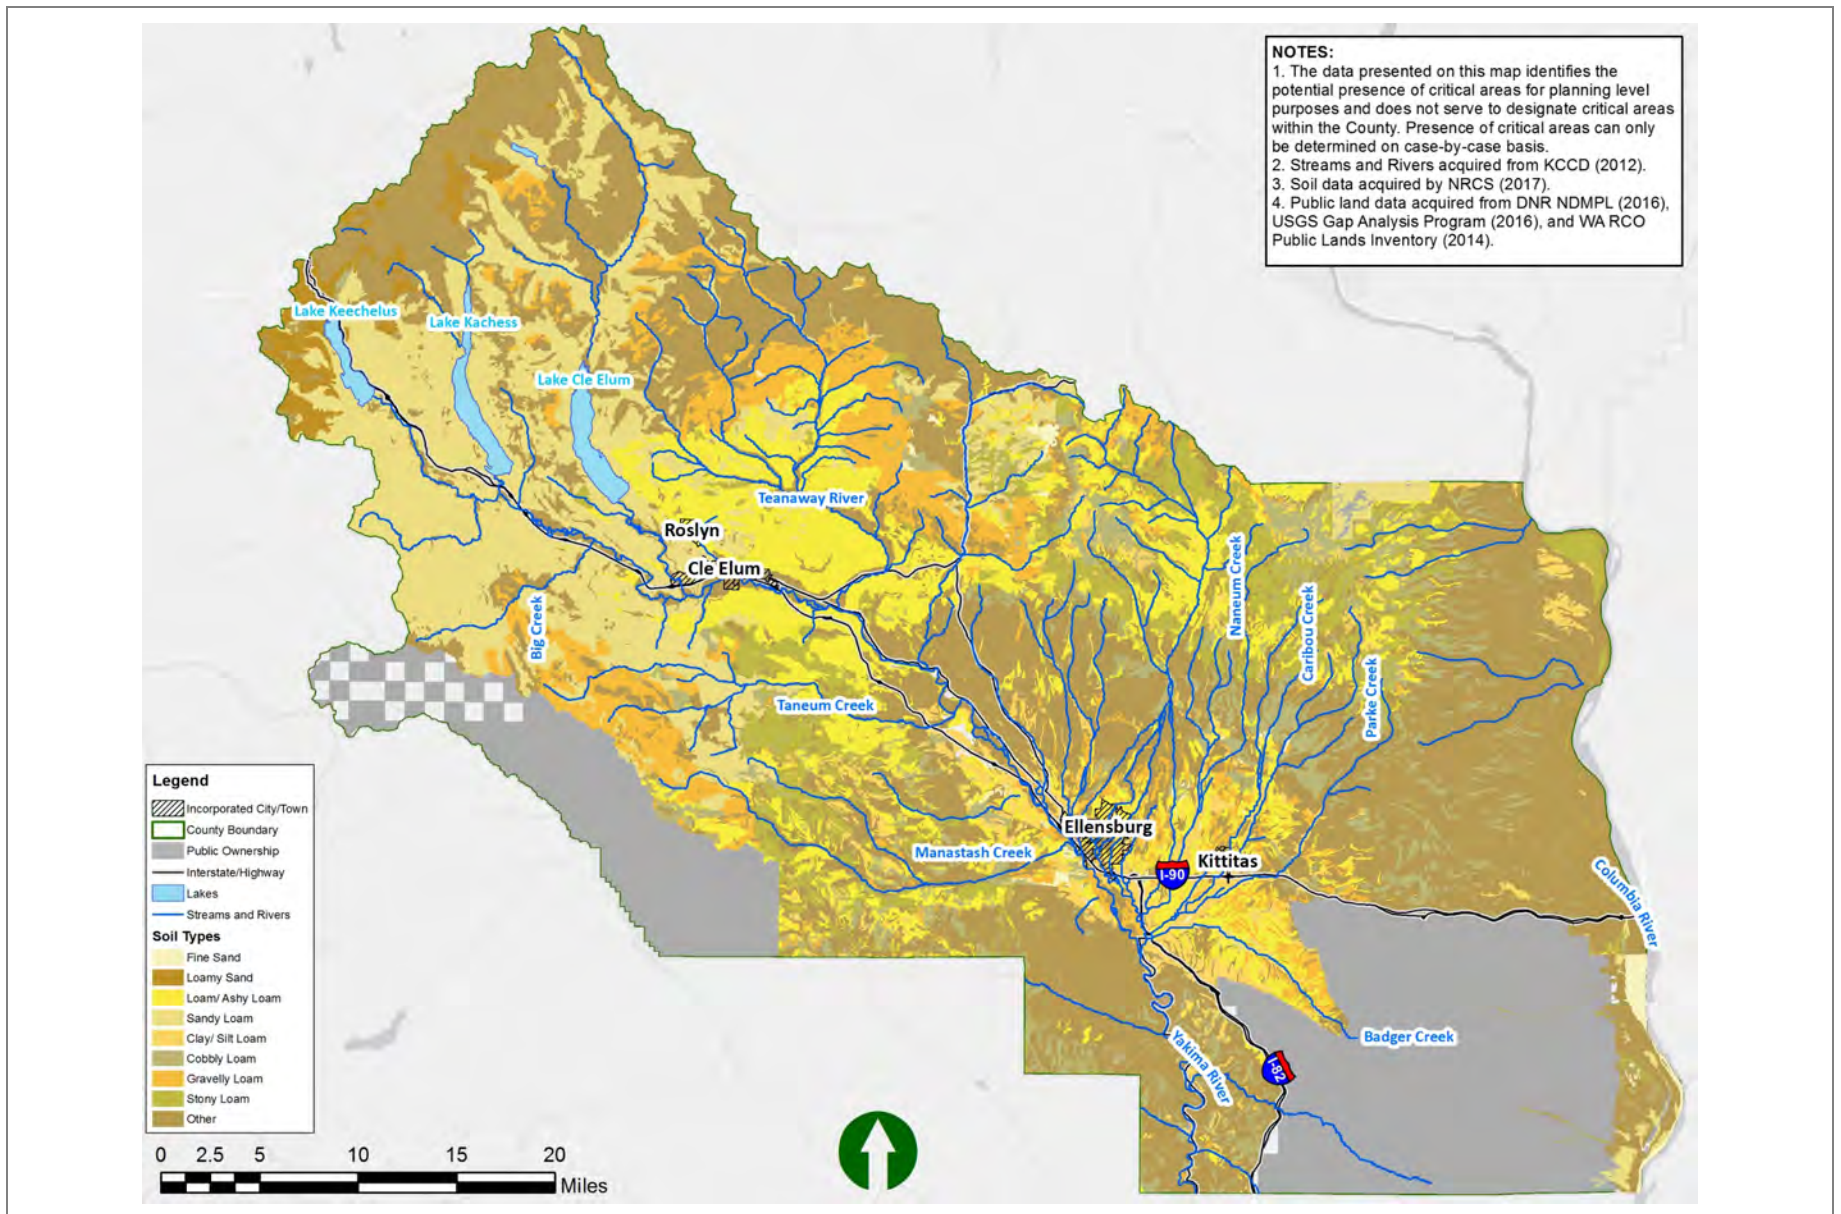 NOTES:
1. The data presented on this map identifies the
potential presence of critical areas for planning level
purposes and does not serve to designate critical areas
within the County. Presence of critical areas can only
be determined on case-by-case basis.
2. Streams and Rivers acquired from KCCD (2012).
3. Soil data acquired by NRCS (2017).
4. Public land data acquired from DNR NDMPL (2016),
USGS Gap Analysis Program (2016), and WA RCO
Public Lands Inventory (2014).
Lake Keechelus
Lake Kachess
Lake Cle Elum
Teanaway River
Roslyn
Cle Elum
Big Creek
Naneum Creek
Caribou Creek
Parke Creek
Taneum Creek
Ellensburg
Manastash Creek
Kittitas
I-90
Columbia River
Badger Creek
Yakima River
I-82
Legend
Incorporated City/Town
County Boundary
Public Ownership
Interstate/Highway
Lakes
Streams and Rivers
Soil Types
Fine Sand
Loamy Sand
Loam/ Ashy Loam
Sandy Loam
Clay/ Silt Loam
Cobbly Loam
Gravelly Loam
Stony Loam
Other
0 2.5 5 10 15 20
Miles